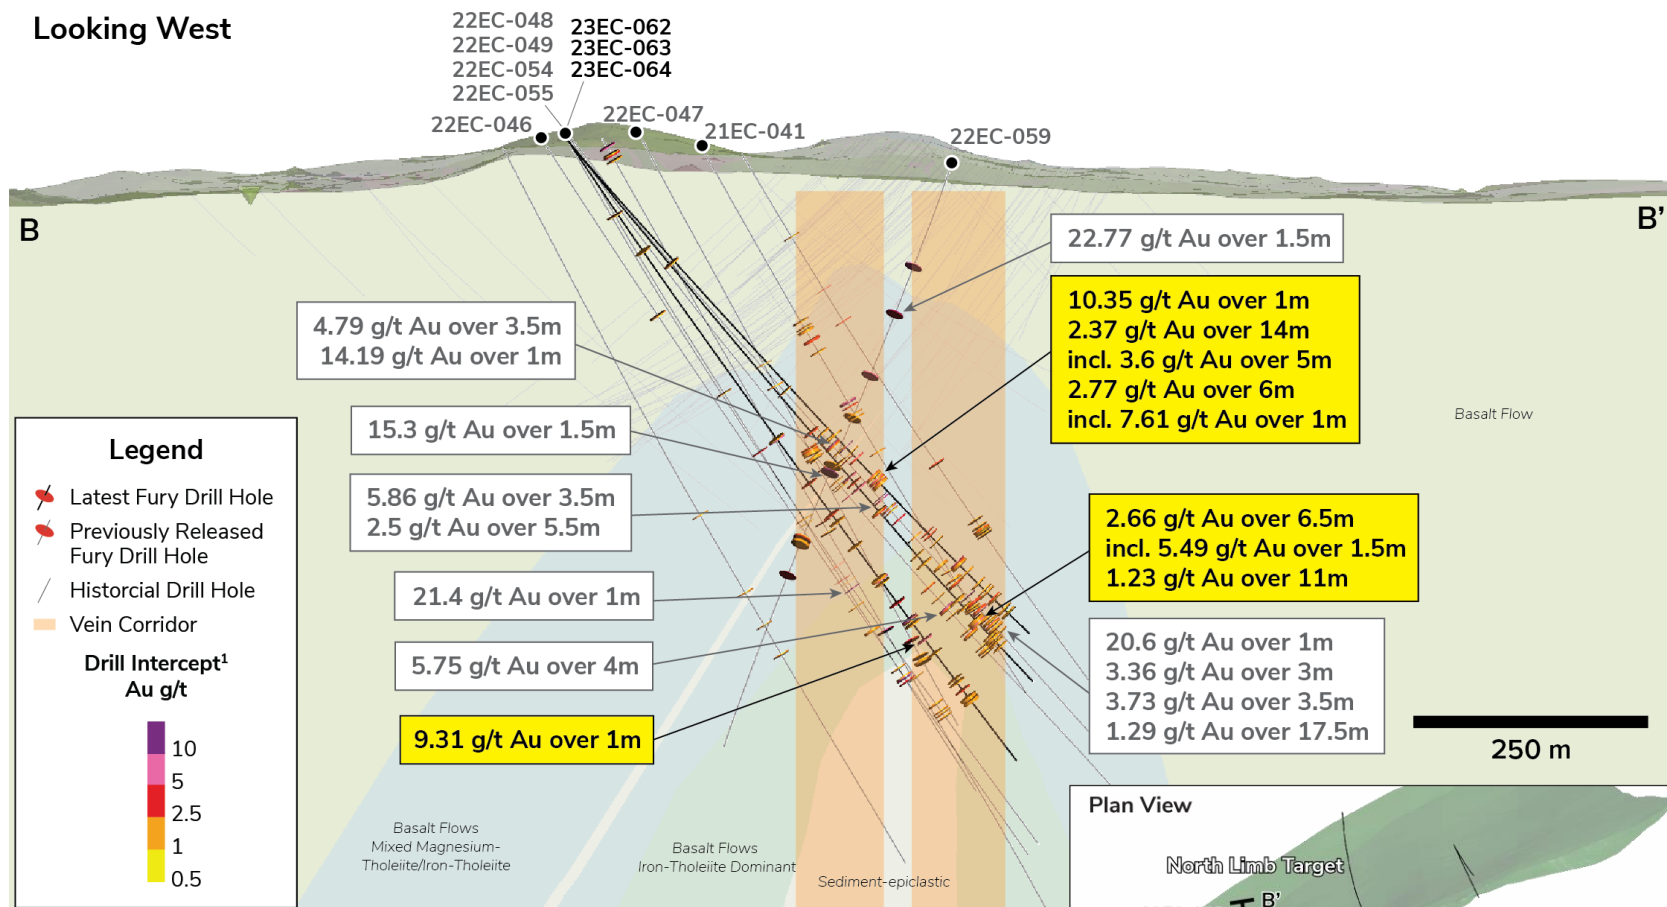 Looking West
22EC-048
22EC-049
22EC-054
22EC-055
23EC-062
23EC-063
23EC-064
22EC-046
22EC-047
21EC-041
22EC-059
B
B'
22.77 g/t Au over 1.5m
10.35 g/t Au over 1m
2.37 g/t Au over 14m
incl. 3.6 g/t Au over 5m
2.77 g/t Au over 6m
incl. 7.61 g/t Au over 1m
4.79 g/t Au over 3.5m
14.19 g/t Au over 1m
15.3 g/t Au over 1.5m
5.86 g/t Au over 3.5m
2.5 g/t Au over 5.5m
21.4 g/t Au over 1m
5.75 g/t Au over 4m
9.31 g/t Au over 1m
Basalt Flow
2.66 g/t Au over 6.5m
incl. 5.49 g/t Au over 1.5m
1.23 g/t Au over 11m
20.6 g/t Au over 1m
3.36 g/t Au over 3m
3.73 g/t Au over 3.5m
1.29 g/t Au over 17.5m
250 m
Legend
Latest Fury Drill Hole
Previously Released
Fury Drill Hole
Historcial Drill Hole
Vein Corridor
Drill Intercept1
Au g/t
10
5
2.5
1
0.5
Basalt Flows
Mixed Magnesium-
Tholeiite/Iron-Tholeiite
Basalt Flows
Iron-Tholeiite Dominant
Sediment-epiclastic
Plan View
North Limb Target
B'